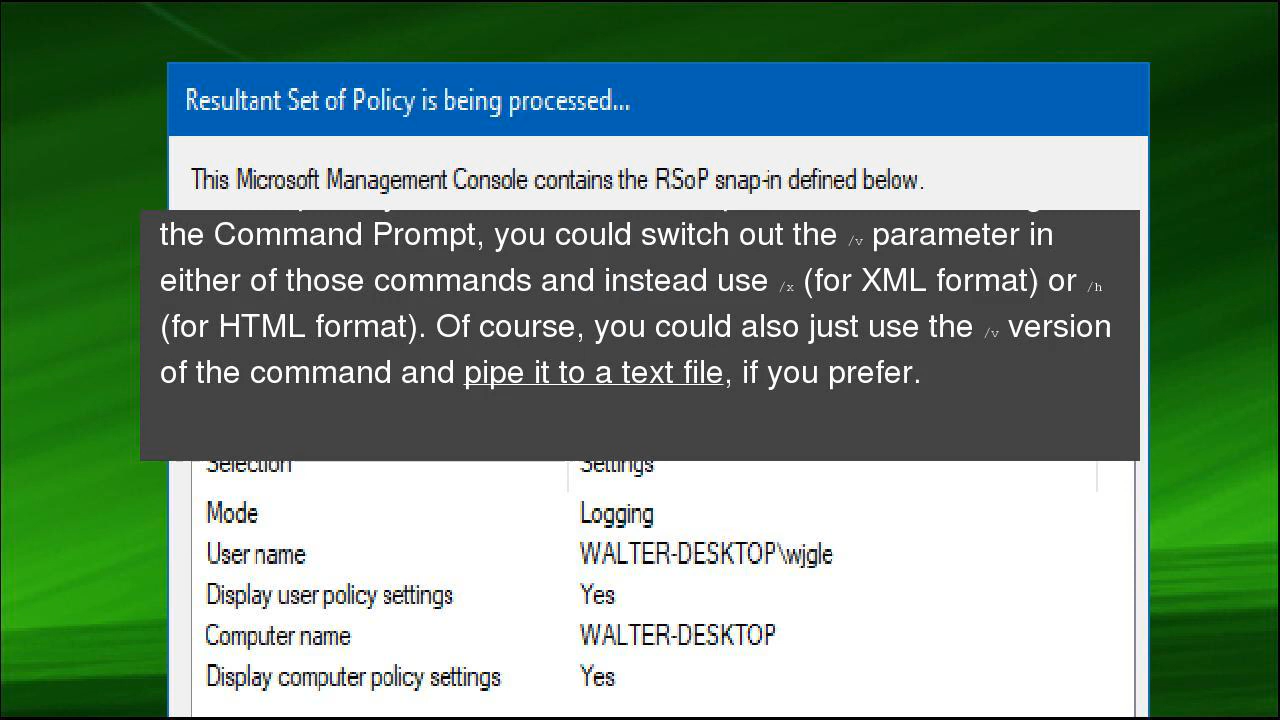 Resultant Set of Policy is being processed...
This Microsoft Management Console contains the RSoP snap-in defined below.
the Command Prompt, you could switch out the /v parameter in
either of those commands and instead use /x (for XML format) or /h
(for HTML format). Of course, you could also just use the /v version
of the command and pipe it to a text file, if you prefer.
Selection Settings
Mode Logging
User name WALTER-DESKTOP\wjgle
Display user policy settings Yes
Computer name WALTER-DESKTOP
Display computer policy settings Yes